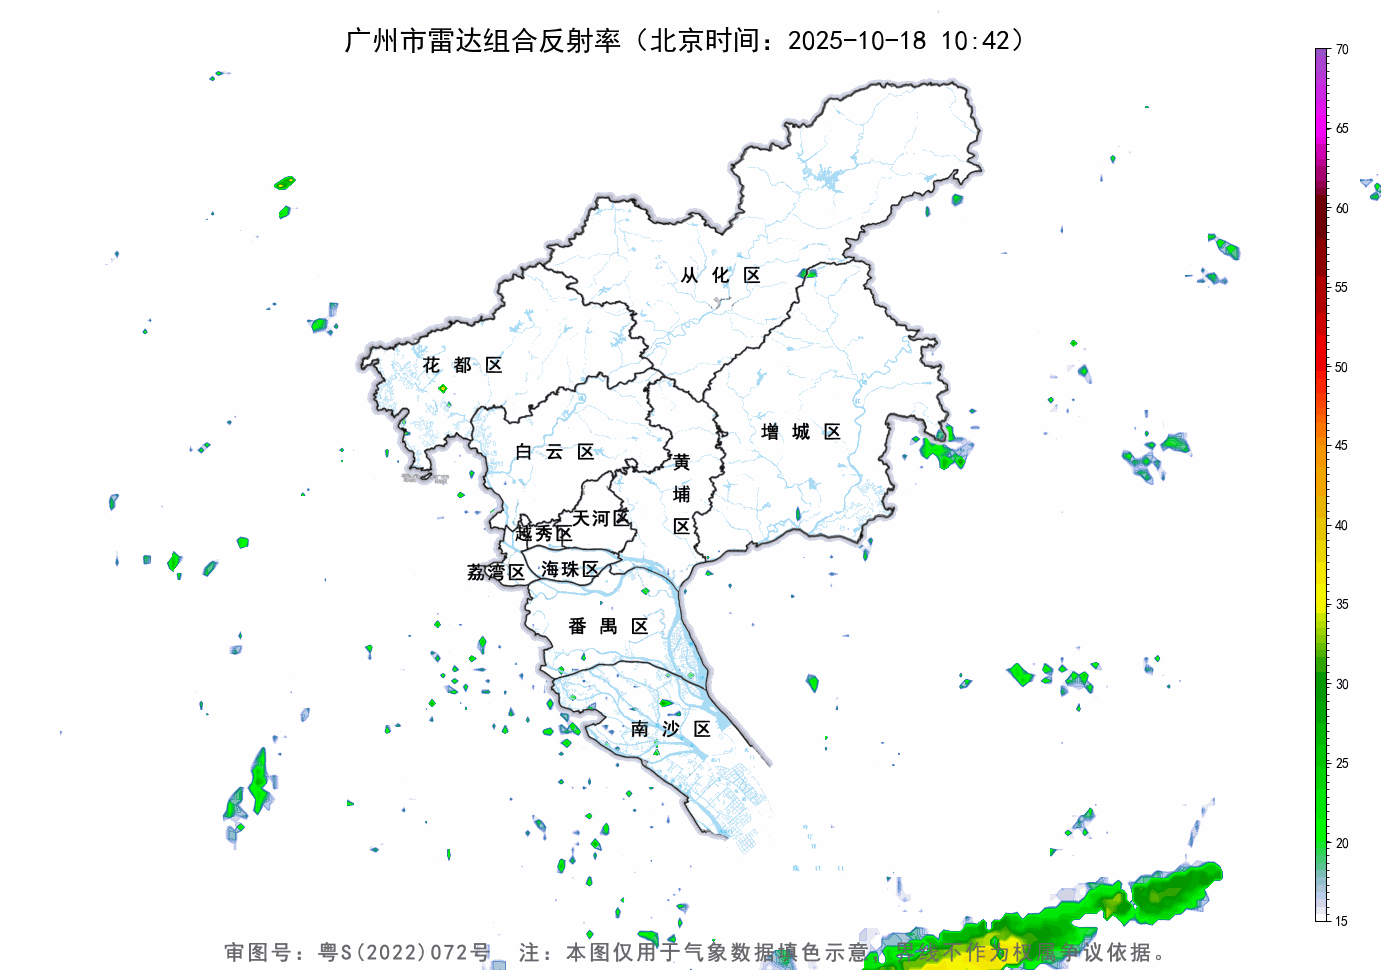 广州市雷达组合反射率（北京时间：2025-10-18 10:42）
70
65
60
55
50
45
40
35
30
25
20
15
从化区
花都区
增城区
白云区
黄埔区
天河区
越秀区
荔湾区
海珠区
番禺区
南沙区
审图号：粤S(2022)072号 注：本图仅用于气象数据填色示意，界线不作为权属争议依据。